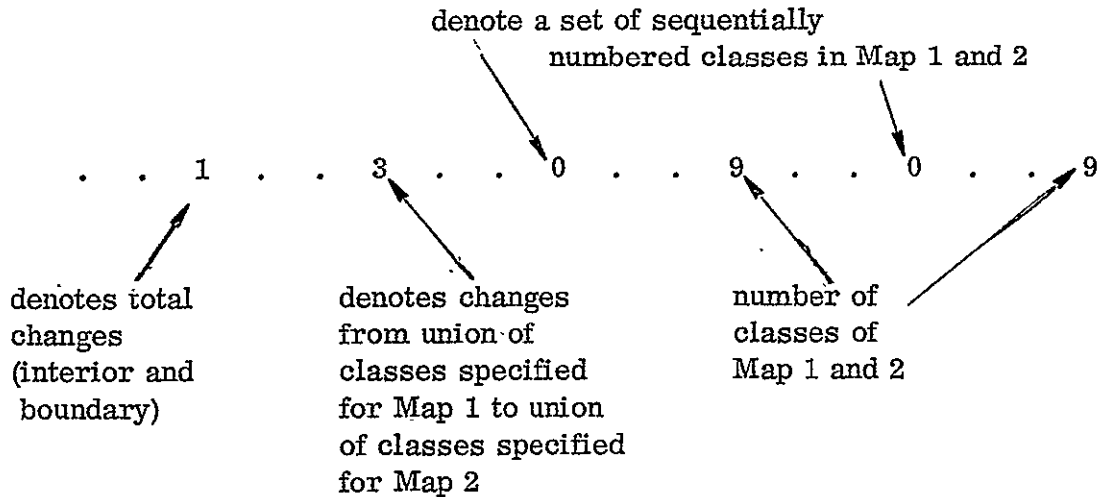 denote a set of sequentially
numbered classes in Map 1 and 2
. . 1 . . 3 . . 0 . . 9 . . 0 . . 9
denotes total
changes
(interior and
boundary)
denotes changes
from union of
classes specified
for Map 1 to union
of classes specified
for Map 2
number of
classes of
Map 1 and 2